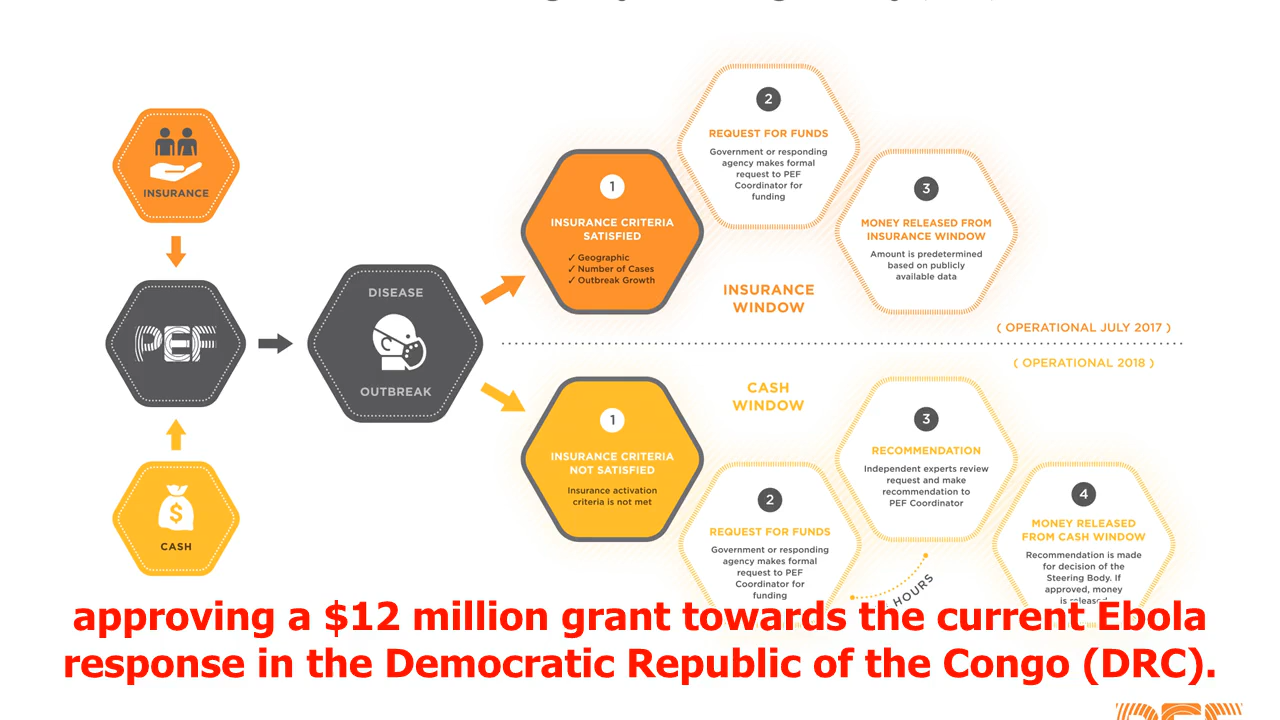 INSURANCE
PEF
CASH
DISEASE
OUTBREAK
1
INSURANCE CRITERIA
SATISFIED
✓ Geographic
✓ Number of Cases
✓ Outbreak Growth
2
REQUEST FOR FUNDS
Government or responding
agency makes formal
request to PEF
Coordinator for
funding
3
MONEY RELEASED FROM
INSURANCE WINDOW
Amount is predetermined
based on publicly
available data
INSURANCE
WINDOW
( OPERATIONAL JULY 2017 )
( OPERATIONAL 2018 )
CASH
WINDOW
1
INSURANCE CRITERIA
NOT SATISFIED
Insurance activation
criteria is not met
2
REQUEST FOR FUNDS
Government or responding
agency makes formal
request to PEF
Coordinator for
funding
3
RECOMMENDATION
Independent experts review
request and make
recommendation to
PEF Coordinator
HOURS
4
MONEY RELEASED
FROM CASH WINDOW
Recommendation is made
for decision of the
Steering Body. If
approved, money
is released
approving a $12 million grant towards the current Ebola
response in the Democratic Republic of the Congo (DRC).
PEF